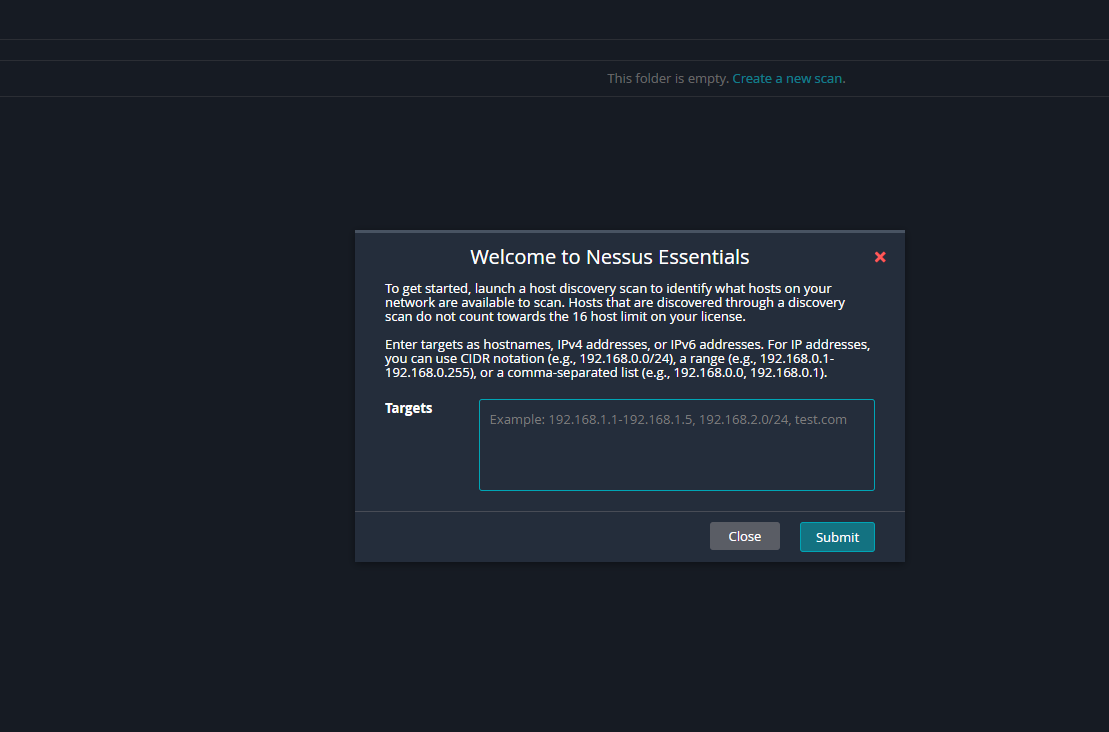 This folder is empty. Create a new scan.
Welcome to Nessus Essentials
To get started, launch a host discovery scan to identify what hosts on your
network are available to scan. Hosts that are discovered through a discovery
scan do not count towards the 16 host limit on your license.
Enter targets as hostnames, IPv4 addresses, or IPv6 addresses. For IP addresses,
you can use CIDR notation (e.g., 192.168.0.0/24), a range (e.g., 192.168.0.1-
192.168.0.255), or a comma-separated list (e.g., 192.168.0.0, 192.168.0.1).
Targets
Example: 192.168.1.1-192.168.1.5, 192.168.2.0/24, test.com
Close
Submit